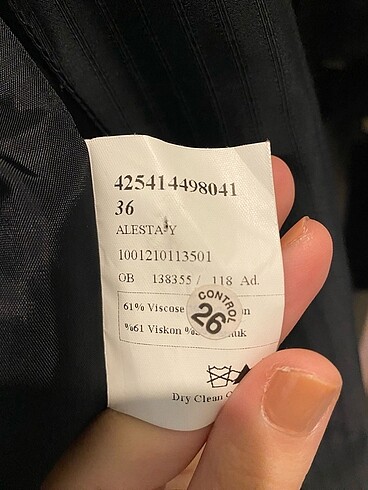 425414498041
36
ALESTA-Y
1001210113501
OB 138355 / 118 Ad.
61% Viscose
%61 Viskon
CONTROL
26
Dry Clean